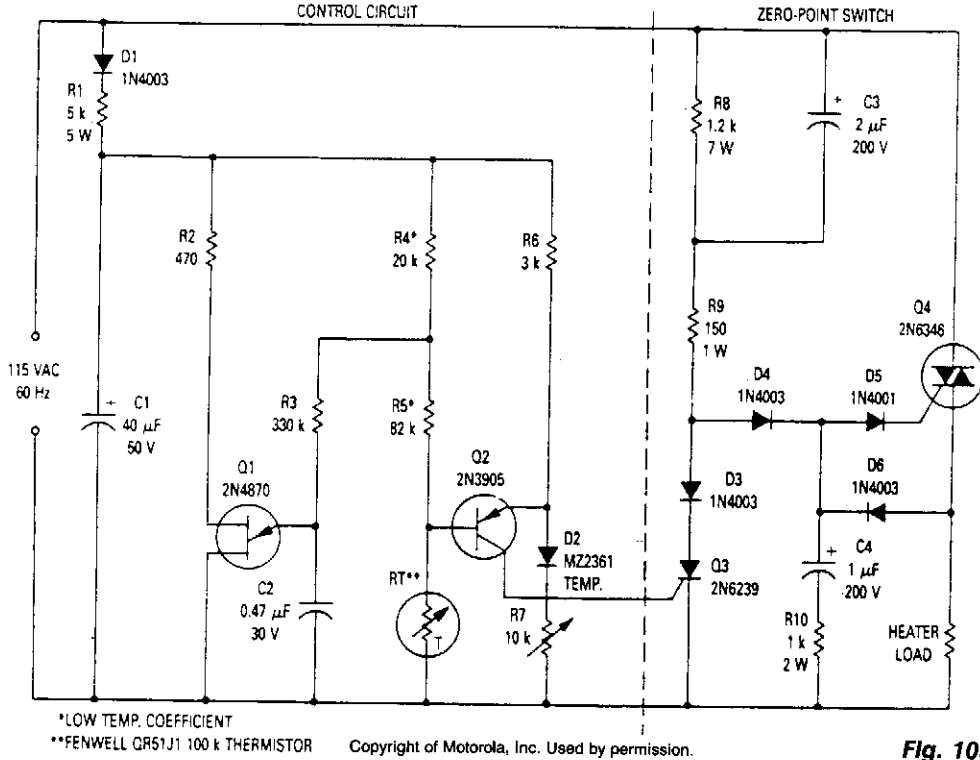 CONTROL CIRCUIT
ZERO-POINT SWITCH
D1
1N4003
R1
5 k
5 W
R8
1.2 k
7 W
+
C3
2 µF
200 V
R2
470
R4*
20 k
R6
3 k
R9
150
1 W
Q4
2N6346
115 VAC
60 Hz
+
C1
40 µF
50 V
R3
330 k
R5*
82 k
D4
1N4003
D5
1N4001
Q1
2N4870
Q2
2N3905
D3
1N4003
D6
1N4003
D2
MZ2361
TEMP.
C2
0.47 µF
30 V
RT**
T
R7
10 k
Q3
2N6239
+
C4
1 µF
200 V
R10
1 k
2 W
HEATER
LOAD
*LOW TEMP. COEFFICIENT
**FENWELL QR51J1 100 k THERMISTOR
Copyright of Motorola, Inc. Used by permission.
Fig. 10